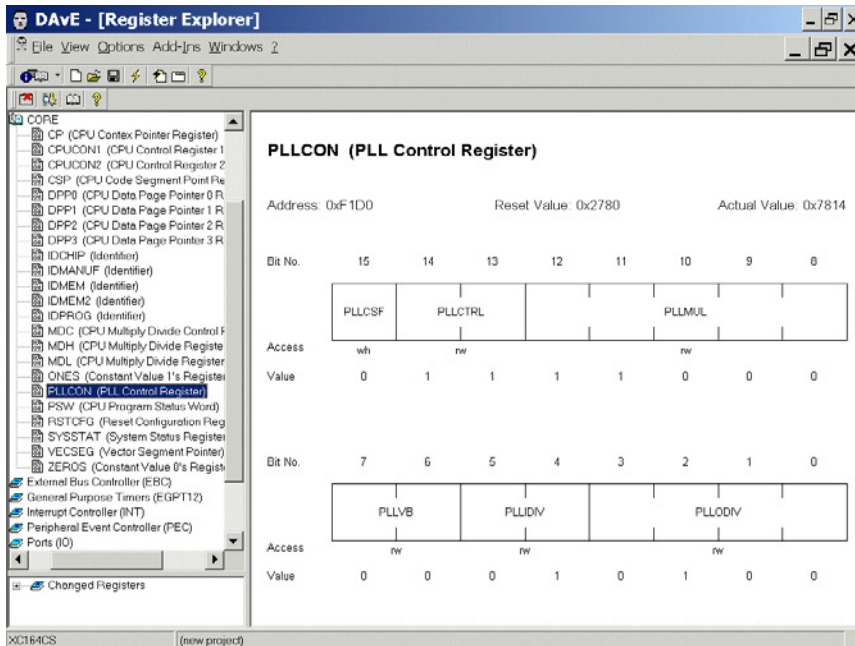 DAvE - [Register Explorer]
File View Options Add-Ins Windows ?
CORE
CP (CPU Contex Pointer Register)
CPUCON1 (CPU Control Register 1
CPUCON2 (CPU Control Register 2
CSP (CPU Code Segment Point Re
DPP0 (CPU Data Page Pointer 0 R
DPP1 (CPU Data Page Pointer 1 R
DPP2 (CPU Data Page Pointer 2 R
DPP3 (CPU Data Page Pointer 3 R
IDCHIP (Identifier)
IDMANUF (Identifier)
IDMEM (Identifier)
IDMEM2 (Identifier)
IDPROG (Identifier)
MDC (CPU Multiply Divide Control F
MDH (CPU Multiply Divide Registe
MDL (CPU Multiply Divide Register
ONES (Constant Value 1's Register
PLLCON (PLL Control Register)
PSW (CPU Program Status Word)
RSTCFG (Reset Configuration Reg
SYSSTAT (System Status Register
VECSEG (Vector Segment Pointer)
ZEROS (Constant Value 0's Registe
External Bus Controller (EBC)
General Purpose Timers (EGPT12)
Interrupt Controller (INT)
Peripheral Event Controller (PEC)
Ports (IO)
Changed Registers
PLLCON (PLL Control Register)
Address: 0xF1D0 Reset Value: 0x2780 Actual Value: 0x7814
Bit No. 15 14 13 12 11 10 9 8
PLLCSF PLLCTRL PLLMUL
Access wh rw rw
Value 0 1 1 1 1 0 0 0
Bit No. 7 6 5 4 3 2 1 0
PLLVB PLLIDIV PLLODIV
Access rw rw rw
Value 0 0 0 1 0 1 0 0
XC164CS (new project)